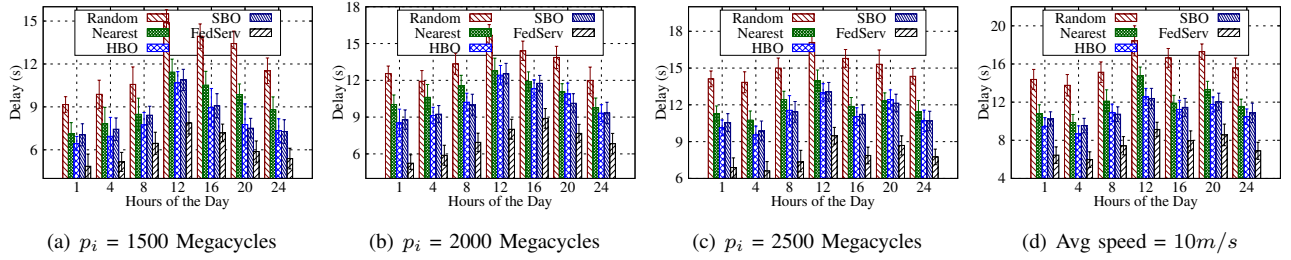 Random
Nearest
HBO
SBO
FedServ
Delay (s)
15
12
9
6
1 4 8 12 16 20 24
Hours of the Day
(a) p_i = 1500 Megacycles
Random
Nearest
HBO
SBO
FedServ
Delay (s)
18
15
12
9
6
1 4 8 12 16 20 24
Hours of the Day
(b) p_i = 2000 Megacycles
Random
Nearest
HBO
SBO
FedServ
Delay (s)
21
18
15
12
9
6
1 4 8 12 16 20 24
Hours of the Day
(c) p_i = 2500 Megacycles
Random
Nearest
HBO
SBO
FedServ
Delay (s)
22
20
16
12
8
4
1 4 8 12 16 20 24
Hours of the Day
(d) Avg speed = 10m/s